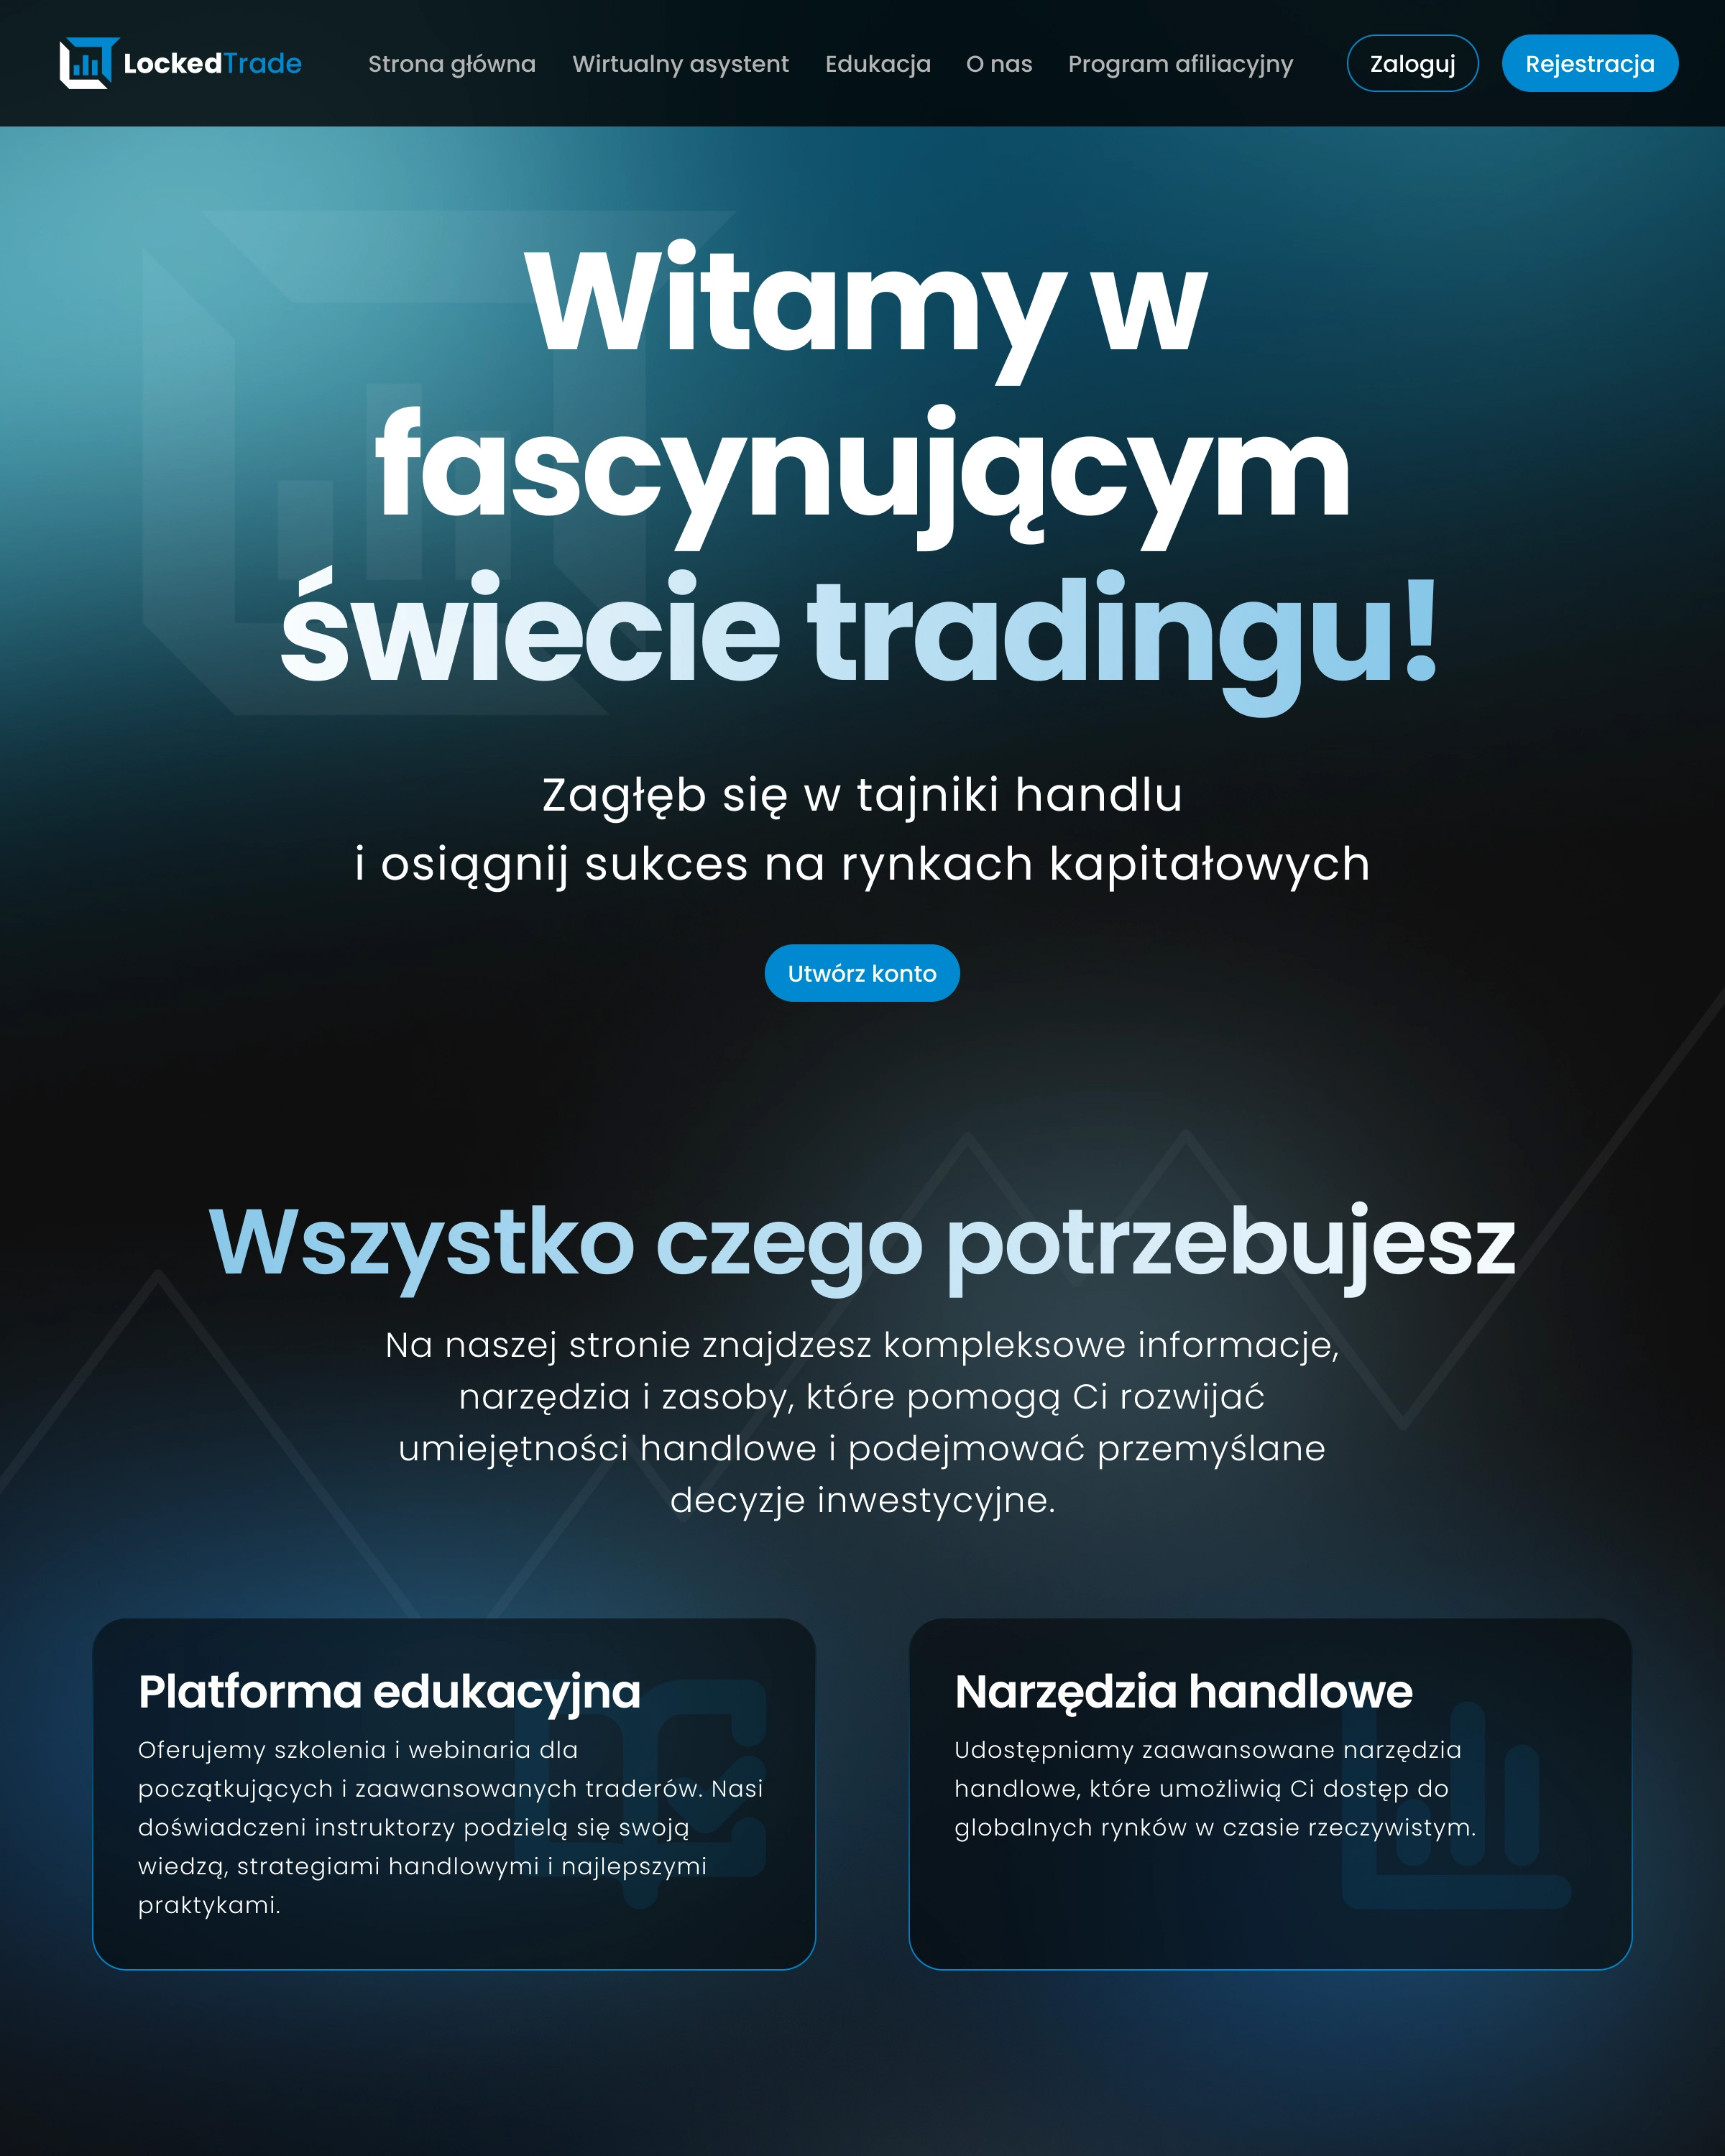 LockedTrade
Strona główna
Wirtualny asystent
Edukacja
O nas
Program afiliacyjny
Zaloguj
Rejestracja
Witamy w
fascynującym
świecie tradingu!
Zagłęb się w tajniki handlu
i osiągnij sukces na rynkach kapitałowych
Utwórz konto
Wszystko czego potrzebujesz
Na naszej stronie znajdzesz kompleksowe informacje,
narzędzia i zasoby, które pomogą Ci rozwijać
umiejętności handlowe i podejmować przemyślane
decyzje inwestycyjne.
Platforma edukacyjna
Oferujemy szkolenia i webinaria dla
początkujących i zaawansowanych traderów. Nasi
doświadczeni instruktorzy podzielą się swoją
wiedzą, strategiami handlowymi i najlepszymi
praktykami.
Narzędzia handlowe
Udostępniamy zaawansowane narzędzia
handlowe, które umożliwią Ci dostęp do
globalnych rynków w czasie rzeczywistym.